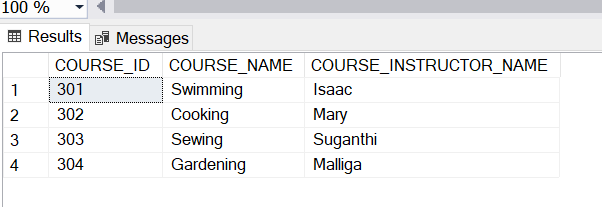 100 %
Results Messages
COURSE_ID COURSE_NAME COURSE_INSTRUCTOR_NAME
1 301 Swimming Isaac
2 302 Cooking Mary
3 303 Sewing Suganthi
4 304 Gardening Malliga